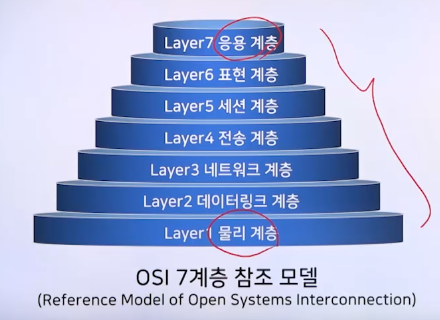 Layer7 응용 계층
Layer6 표현 계층
Layer5 세션 계층
Layer4 전송 계층
Layer3 네트워크 계층
Layer2 데이터링크 계층
Layer1 물리 계층
OSI 7계층 참조 모델
(Reference Model of Open Systems Interconnection)